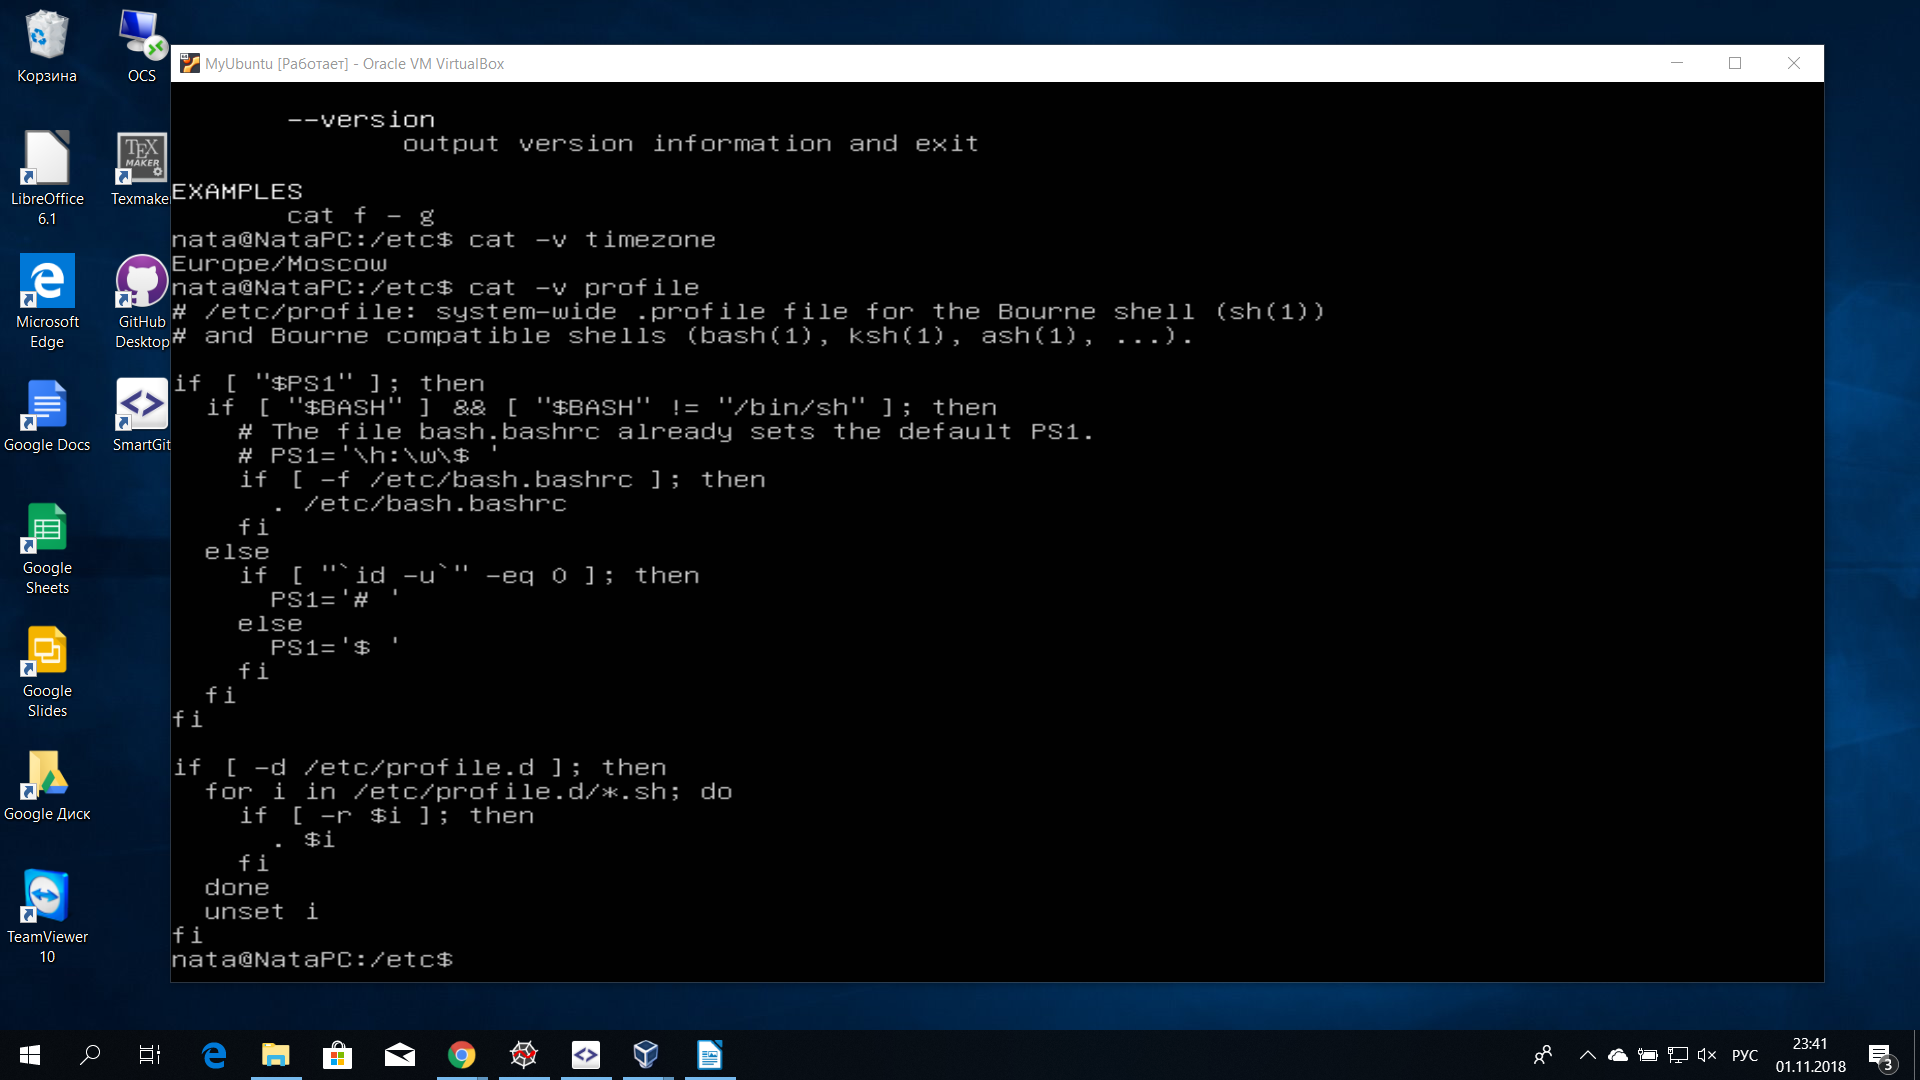 Корзина
OCS
LibreOffice
6.1
TEX
MAKER
Texmaker
Microsoft
Edge
GitHub
Desktop
Google Docs
SmartGit
Google
Sheets
Google
Slides
Google Диск
TeamViewer
10
MyUbuntu [Работает] - Oracle VM VirtualBox
--version
output version information and exit
EXAMPLES
cat f - g
nata@NataPC:/etc$ cat -v timezone
Europe/Moscow
nata@NataPC:/etc$ cat -v profile
# /etc/profile: system-wide .profile file for the Bourne shell (sh(1))
# and Bourne compatible shells (bash(1), ksh(1), ash(1), ...).
if [ "$PS1" ]; then
  if [ "$BASH" ] && [ "$BASH" != "/bin/sh" ]; then
    # The file bash.bashrc already sets the default PS1.
    # PS1='\h:\w\$ '
    if [ -f /etc/bash.bashrc ]; then
      . /etc/bash.bashrc
    fi
  else
    if [ "`id -u`" -eq 0 ]; then
      PS1='# '
    else
      PS1='$ '
    fi
  fi
fi
if [ -d /etc/profile.d ]; then
  for i in /etc/profile.d/*.sh; do
    if [ -r $i ]; then
      . $i
    fi
  done
  unset i
fi
nata@NataPC:/etc$
РУС
23:41
01.11.2018
3